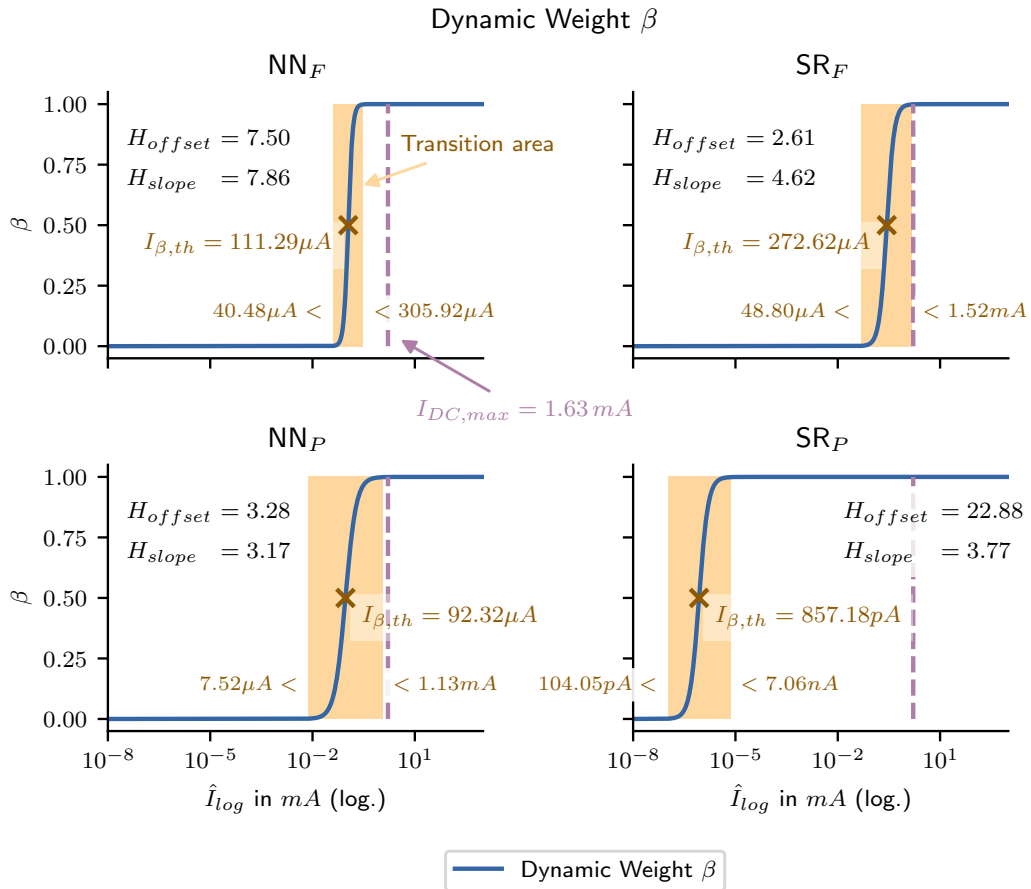 Dynamic Weight β
NN_F
SR_F
1.00
0.75
0.50
0.25
0.00
β
H_offset = 7.50
H_slope = 7.86
Transition area
I_β,th = 111.29μA
40.48μA <
< 305.92μA
H_offset = 2.61
H_slope = 4.62
I_β,th = 272.62μA
48.80μA <
< 1.52mA
I_DC,max = 1.63 mA
NN_P
SR_P
1.00
0.75
0.50
0.25
0.00
β
H_offset = 3.28
H_slope = 3.17
I_β,th = 92.32μA
7.52μA <
< 1.13mA
H_offset = 22.88
H_slope = 3.77
I_β,th = 857.18pA
104.05pA <
< 7.06nA
10⁻⁸ 10⁻⁵ 10⁻² 10¹
10⁻⁸ 10⁻⁵ 10⁻² 10¹
Î_log in mA (log.)
Î_log in mA (log.)
Dynamic Weight β